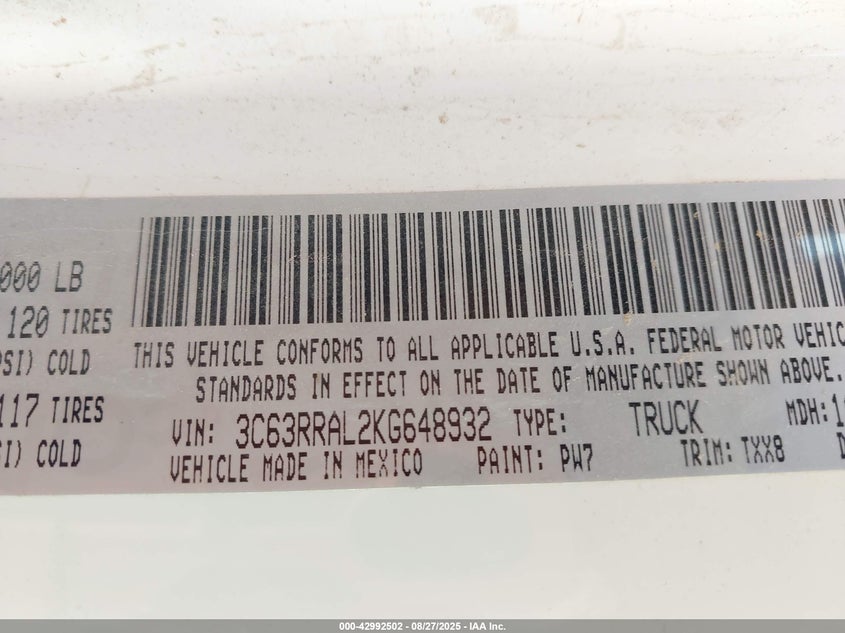 000 LB
120 TIRES
PSI) COLD
THIS VEHICLE CONFORMS TO ALL APPLICABLE U.S.A. FEDERAL MOTOR VEHIC
STANDARDS IN EFFECT ON THE DATE OF MANUFACTURE SHOWN ABOVE.
117 TIRES
SI) COLD
VIN: 3C63RRAL2KG648932 TYPE: TRUCK MDH: 11
VEHICLE MADE IN MEXICO PAINT: PW7 TRIM: TXX8 D
000-42992502 - 08/27/2025 - IAA Inc.